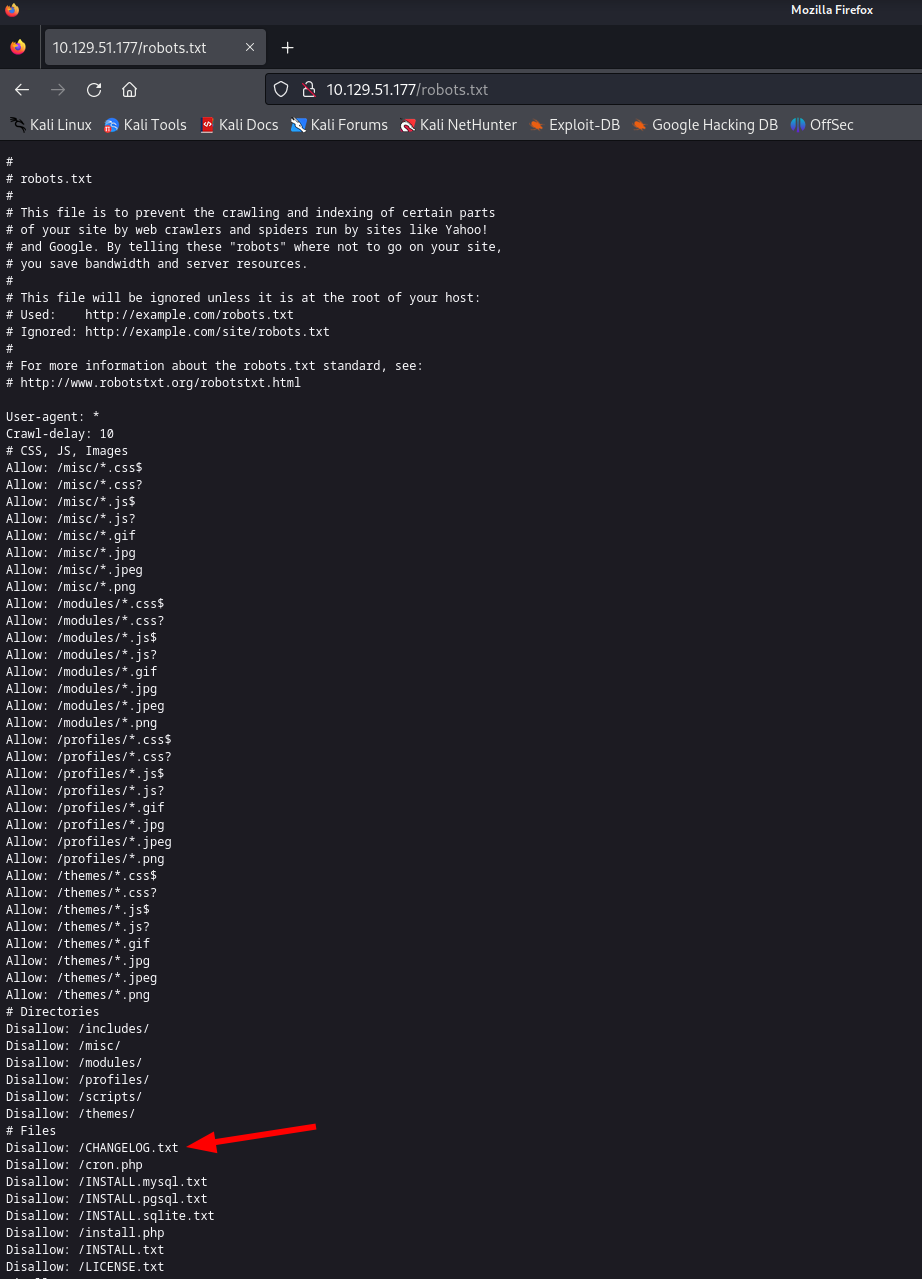 Mozilla Firefox
10.129.51.177/robots.txt
10.129.51.177/robots.txt
Kali Linux Kali Tools Kali Docs Kali Forums Kali NetHunter Exploit-DB Google Hacking DB OffSec
#
# robots.txt
#
# This file is to prevent the crawling and indexing of certain parts
# of your site by web crawlers and spiders run by sites like Yahoo!
# and Google. By telling these "robots" where not to go on your site,
# you save bandwidth and server resources.
#
# This file will be ignored unless it is at the root of your host:
# Used:    http://example.com/robots.txt
# Ignored: http://example.com/site/robots.txt
#
# For more information about the robots.txt standard, see:
# http://www.robotstxt.org/robotstxt.html
User-agent: *
Crawl-delay: 10
# CSS, JS, Images
Allow: /misc/*.css$
Allow: /misc/*.css?
Allow: /misc/*.js$
Allow: /misc/*.js?
Allow: /misc/*.gif
Allow: /misc/*.jpg
Allow: /misc/*.jpeg
Allow: /misc/*.png
Allow: /modules/*.css$
Allow: /modules/*.css?
Allow: /modules/*.js$
Allow: /modules/*.js?
Allow: /modules/*.gif
Allow: /modules/*.jpg
Allow: /modules/*.jpeg
Allow: /modules/*.png
Allow: /profiles/*.css$
Allow: /profiles/*.css?
Allow: /profiles/*.js$
Allow: /profiles/*.js?
Allow: /profiles/*.gif
Allow: /profiles/*.jpg
Allow: /profiles/*.jpeg
Allow: /profiles/*.png
Allow: /themes/*.css$
Allow: /themes/*.css?
Allow: /themes/*.js$
Allow: /themes/*.js?
Allow: /themes/*.gif
Allow: /themes/*.jpg
Allow: /themes/*.jpeg
Allow: /themes/*.png
# Directories
Disallow: /includes/
Disallow: /misc/
Disallow: /modules/
Disallow: /profiles/
Disallow: /scripts/
Disallow: /themes/
# Files
Disallow: /CHANGELOG.txt
Disallow: /cron.php
Disallow: /INSTALL.mysql.txt
Disallow: /INSTALL.pgsql.txt
Disallow: /INSTALL.sqlite.txt
Disallow: /install.php
Disallow: /INSTALL.txt
Disallow: /LICENSE.txt